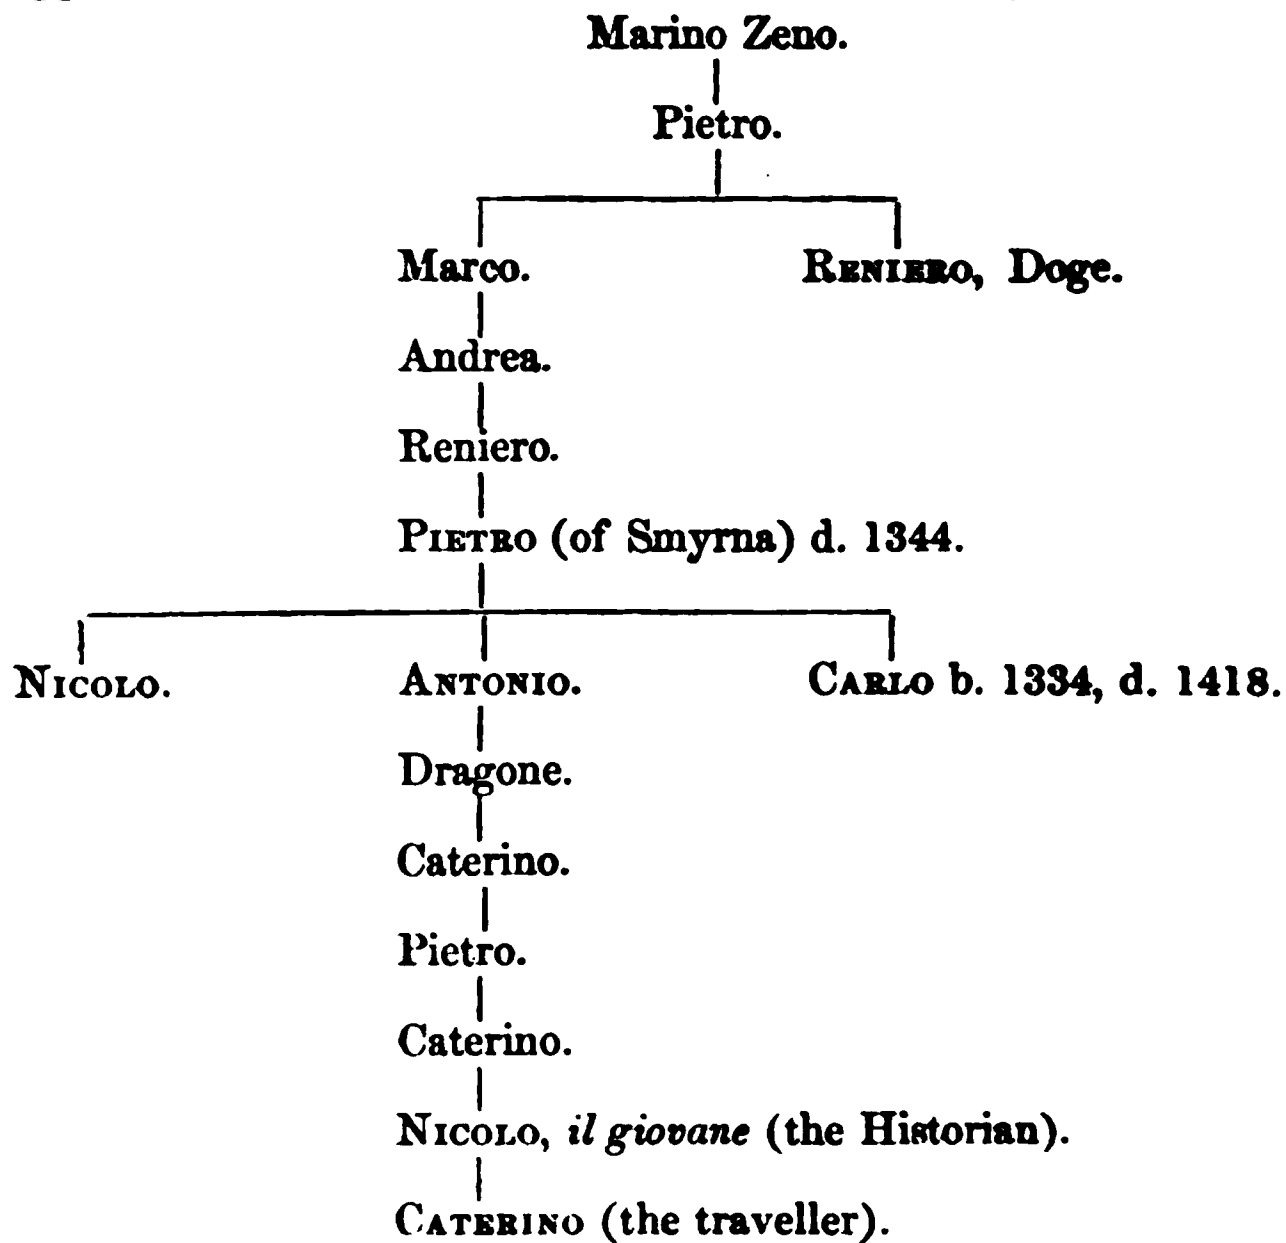 Marino Zeno.
Pietro.
Marco. RENIERO, Doge.
Andrea.
Reniero.
PIETRO (of Smyrna) d. 1344.
NICOLO. ANTONIO. CARLO b. 1334, d. 1418.
Dragone.
Caterino.
Pietro.
Caterino.
NICOLO, il giovane (the Historian).
CATERINO (the traveller).